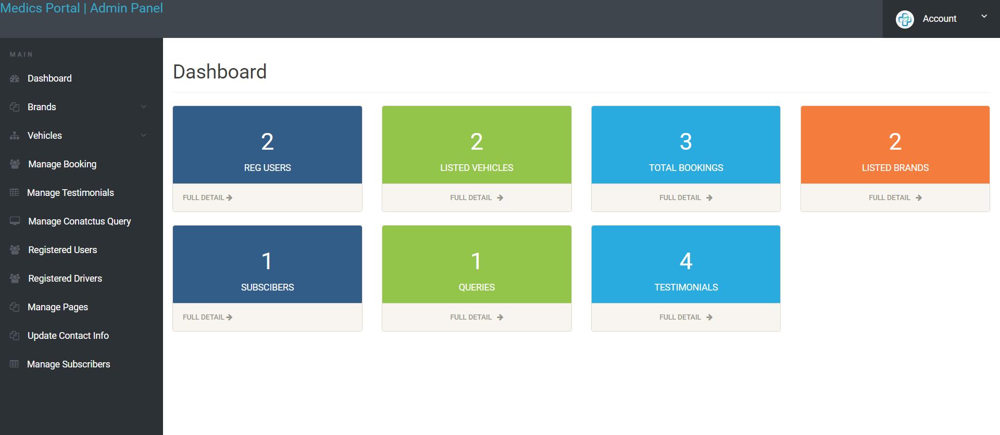 Medics Portal | Admin Panel
Account
MAIN
Dashboard
Brands
Vehicles
Manage Booking
Manage Testimonials
Manage Conatctus Query
Registered Users
Registered Drivers
Manage Pages
Update Contact Info
Manage Subscribers
Dashboard
2
REG USERS
FULL DETAIL
2
LISTED VEHICLES
FULL DETAIL
3
TOTAL BOOKINGS
FULL DETAIL
2
LISTED BRANDS
FULL DETAIL
1
SUBSCIBERS
FULL DETAIL
1
QUERIES
FULL DETAIL
4
TESTIMONIALS
FULL DETAIL